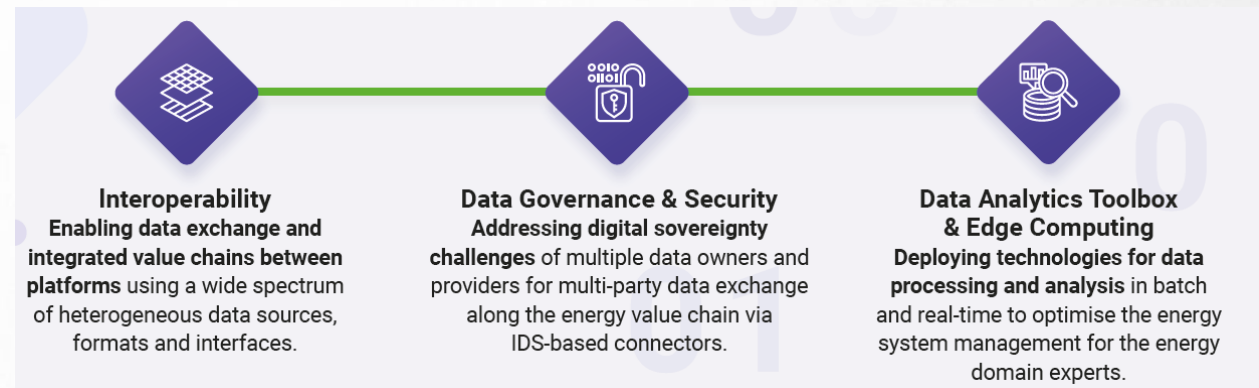 Interoperability
Enabling data exchange and
integrated value chains between
platforms using a wide spectrum
of heterogeneous data sources,
formats and interfaces.
Data Governance & Security
Addressing digital sovereignty
challenges of multiple data owners and
providers for multi-party data exchange
along the energy value chain via
IDS-based connectors.
Data Analytics Toolbox
& Edge Computing
Deploying technologies for data
processing and analysis in batch
and real-time to optimise the energy
system management for the energy
domain experts.